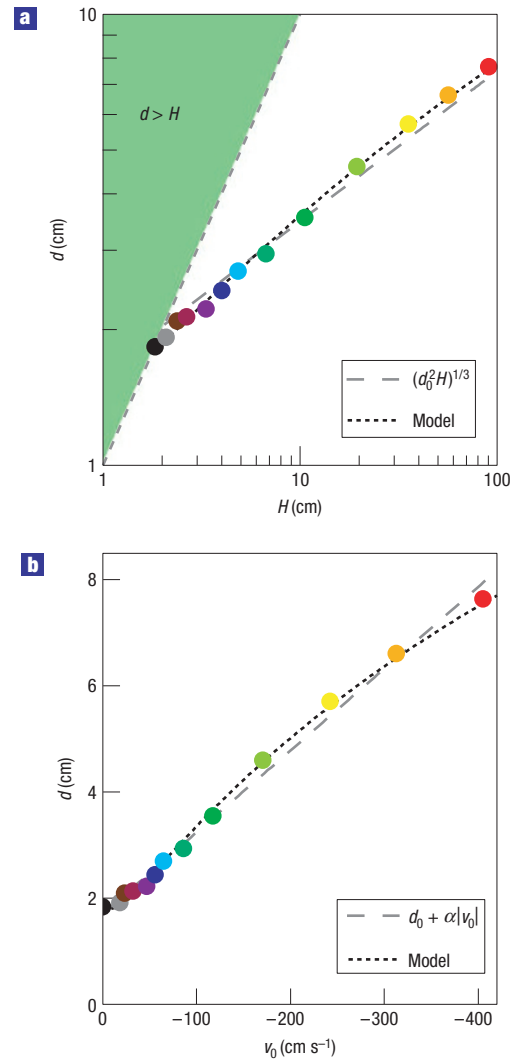 a
10
d > H
d (cm)
2
1
1
10
100
H (cm)
(d₀²H)¹/³
Model
b
8
6
4
2
0
d (cm)
0
−100
−200
−300
−400
v₀ (cm s⁻¹)
d₀ + α|v₀|
Model